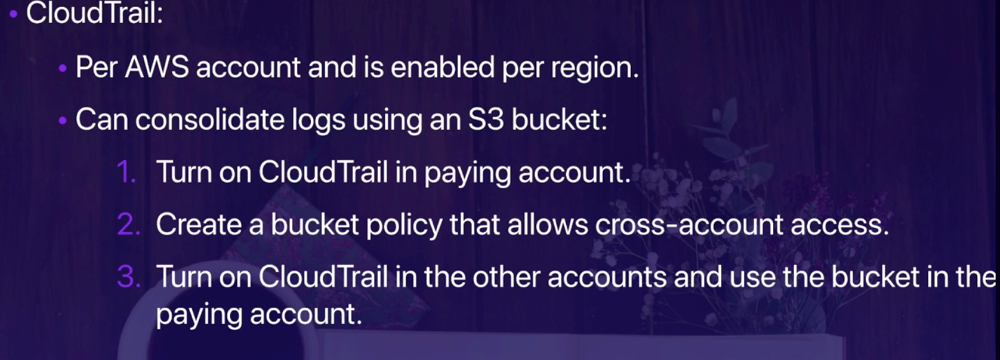 • CloudTrail:
• Per AWS account and is enabled per region.
• Can consolidate logs using an S3 bucket:
1. Turn on CloudTrail in paying account.
2. Create a bucket policy that allows cross-account access.
3. Turn on CloudTrail in the other accounts and use the bucket in the
paying account.